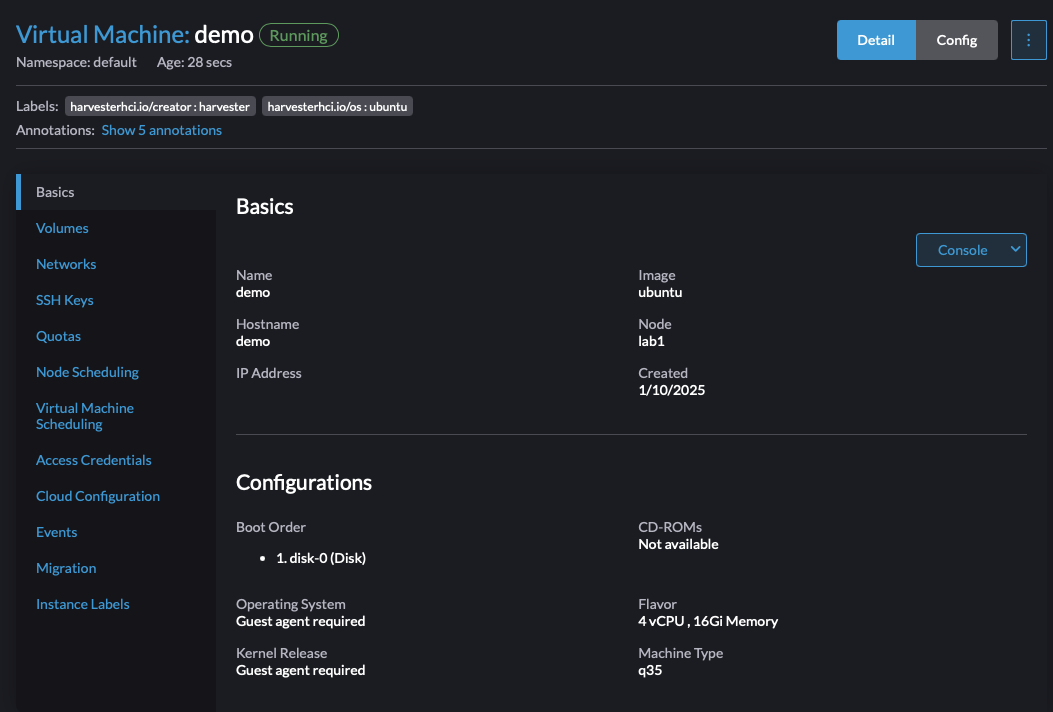 Virtual Machine: demo Running
Detail
Config
Namespace: default Age: 28 secs
Labels: harvesterhci.io/creator : harvester harvesterhci.io/os : ubuntu
Annotations: Show 5 annotations
Basics
Volumes
Networks
SSH Keys
Quotas
Node Scheduling
Virtual Machine
Scheduling
Access Credentials
Cloud Configuration
Events
Migration
Instance Labels
Basics
Console
Name
demo
Image
ubuntu
Hostname
demo
Node
lab1
IP Address
Created
1/10/2025
Configurations
Boot Order
• 1. disk-0 (Disk)
CD-ROMs
Not available
Operating System
Guest agent required
Flavor
4 vCPU , 16Gi Memory
Kernel Release
Guest agent required
Machine Type
q35